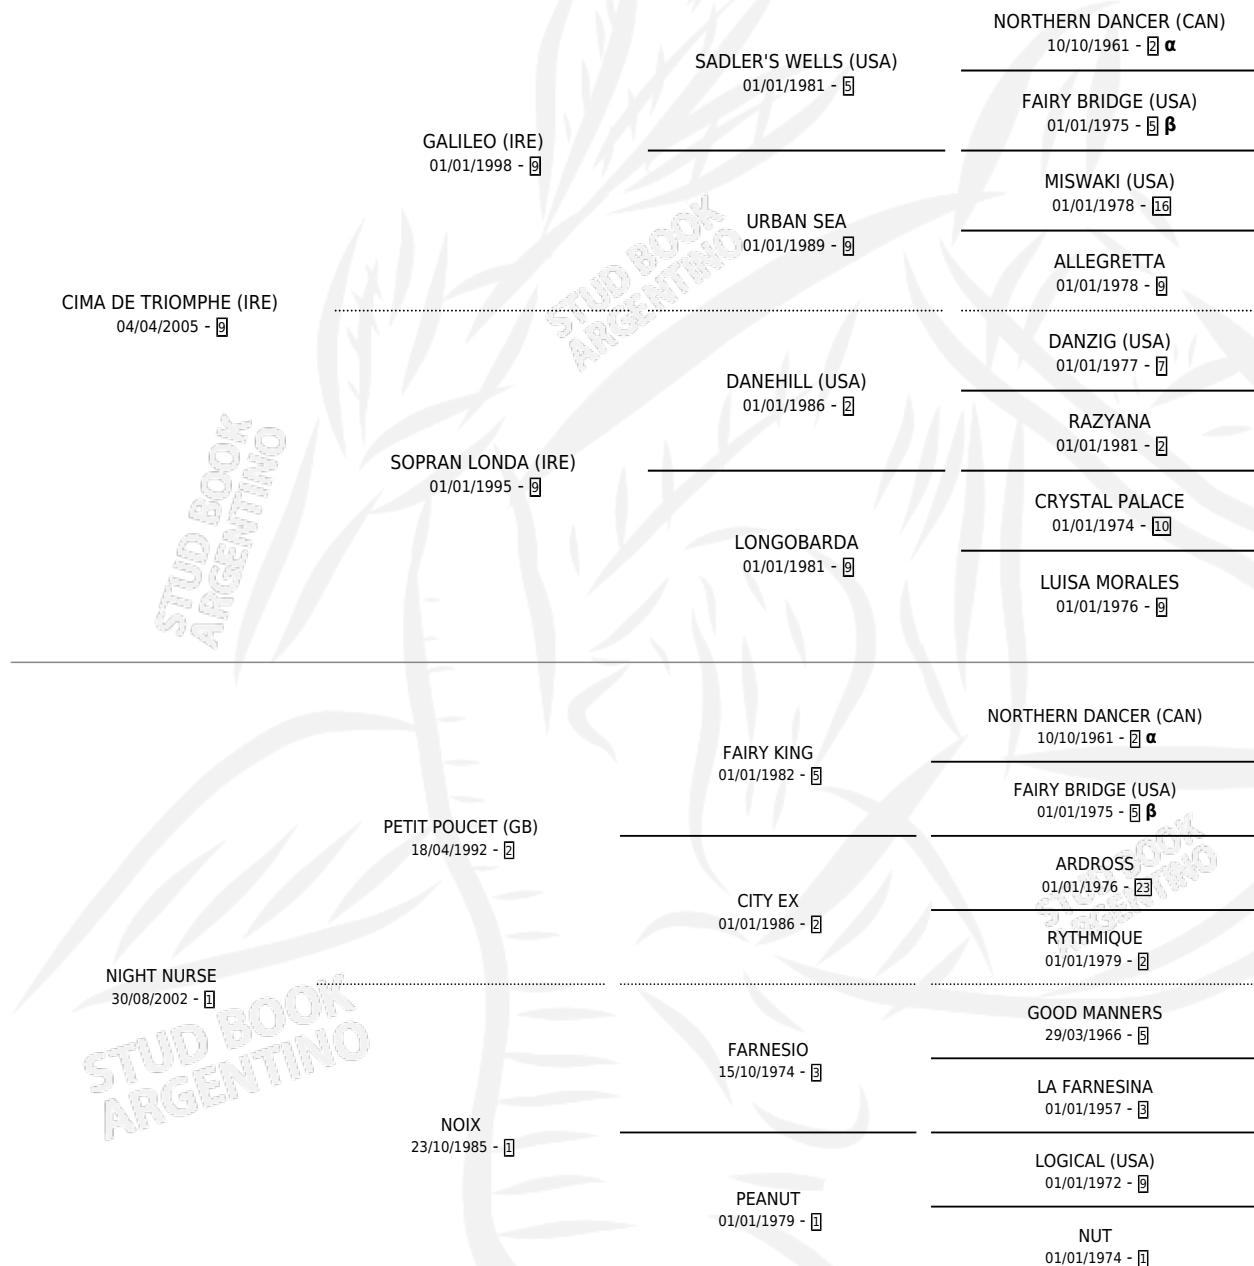 NORTHERN DANCER (CAN)
10/10/1961 - 2 α
SADLER'S WELLS (USA)
01/01/1981 - 5
FAIRY BRIDGE (USA)
01/01/1975 - 5 β
GALILEO (IRE)
01/01/1998 - 9
MISWAKI (USA)
01/01/1978 - 16
URBAN SEA
01/01/1989 - 9
ALLEGRETTA
01/01/1978 - 9
CIMA DE TRIOMPHE (IRE)
04/04/2005 - 9
DANZIG (USA)
01/01/1977 - 7
DANEHILL (USA)
01/01/1986 - 2
RAZYANA
01/01/1981 - 2
SOPRAN LONDA (IRE)
01/01/1995 - 9
CRYSTAL PALACE
01/01/1974 - 10
LONGOBARDA
01/01/1981 - 9
LUISA MORALES
01/01/1976 - 9
NORTHERN DANCER (CAN)
10/10/1961 - 2 α
FAIRY KING
01/01/1982 - 5
FAIRY BRIDGE (USA)
01/01/1975 - 5 β
PETIT POUCET (GB)
18/04/1992 - 2
ARDROSS
01/01/1976 - 23
CITY EX
01/01/1986 - 2
RYTHMIQUE
01/01/1979 - 2
NIGHT NURSE
30/08/2002 - 1
GOOD MANNERS
29/03/1966 - 5
FARNESIO
15/10/1974 - 3
LA FARNESINA
01/01/1957 - 3
NOIX
23/10/1985 - 1
LOGICAL (USA)
01/01/1972 - 9
PEANUT
01/01/1979 - 1
NUT
01/01/1974 - 1
STUD BOOK
ARGENTINO
STUD BOOK
ARGENTINO
STUD BOOK
ARGENTINO
STUD BOOK
ARGENTINO